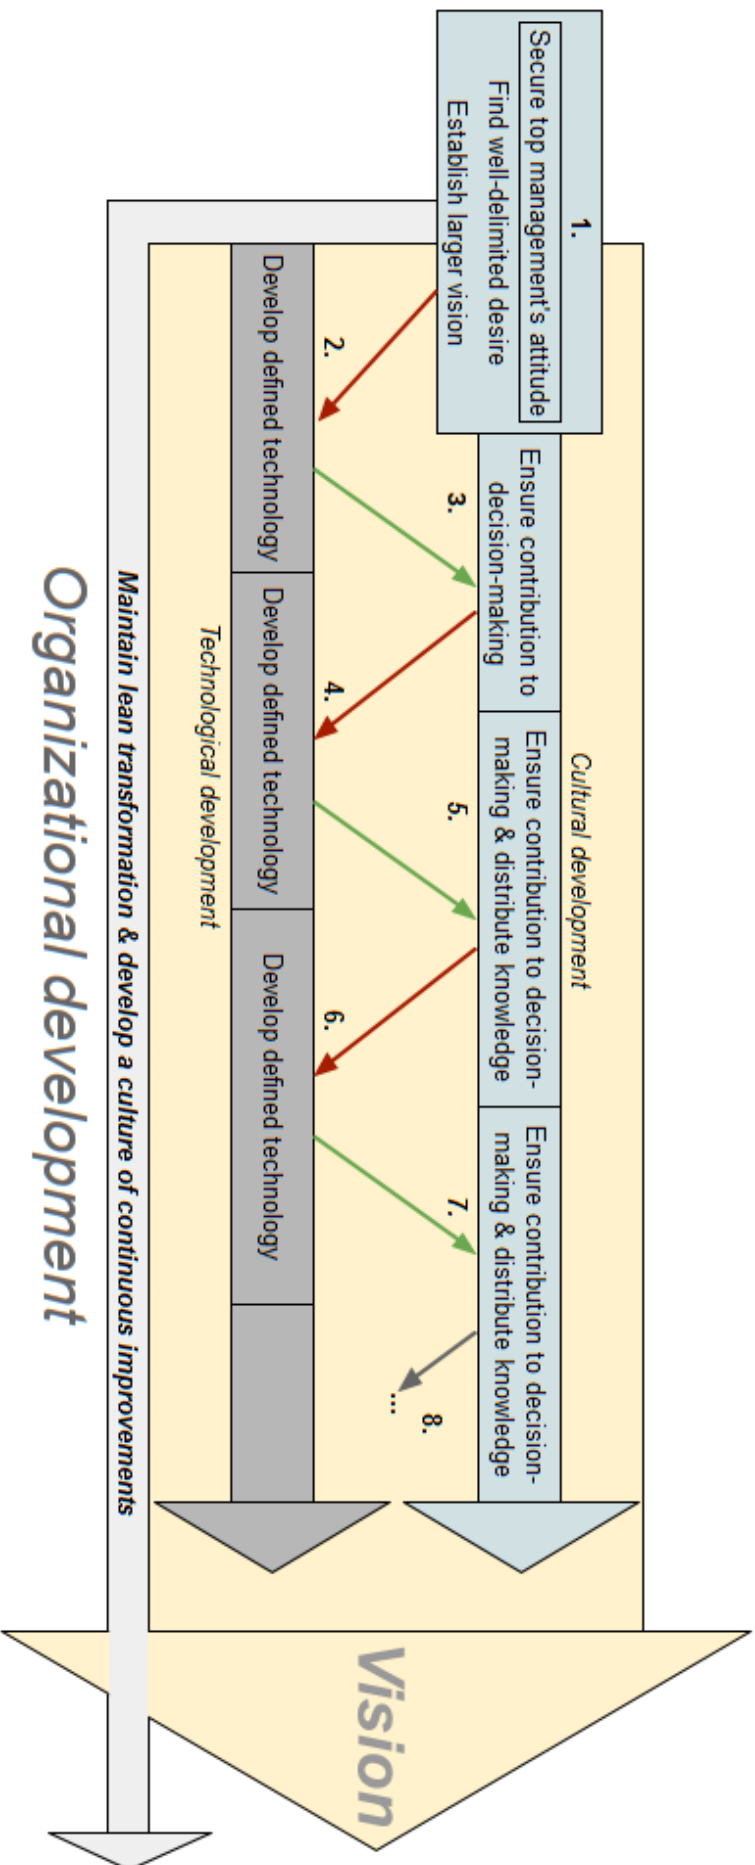 1.
Secure top management's attitude
Find well-delimited desire
Establish larger vision
Cultural development
Ensure contribution to
decision-making
Ensure contribution to decision-
making & distribute knowledge
Ensure contribution to decision-
making & distribute knowledge
3.
5.
7.
8.
...
2.
4.
6.
Develop defined technology
Develop defined technology
Develop defined technology
Technological development
Vision
Maintain lean transformation & develop a culture of continuous improvements
Organizational development